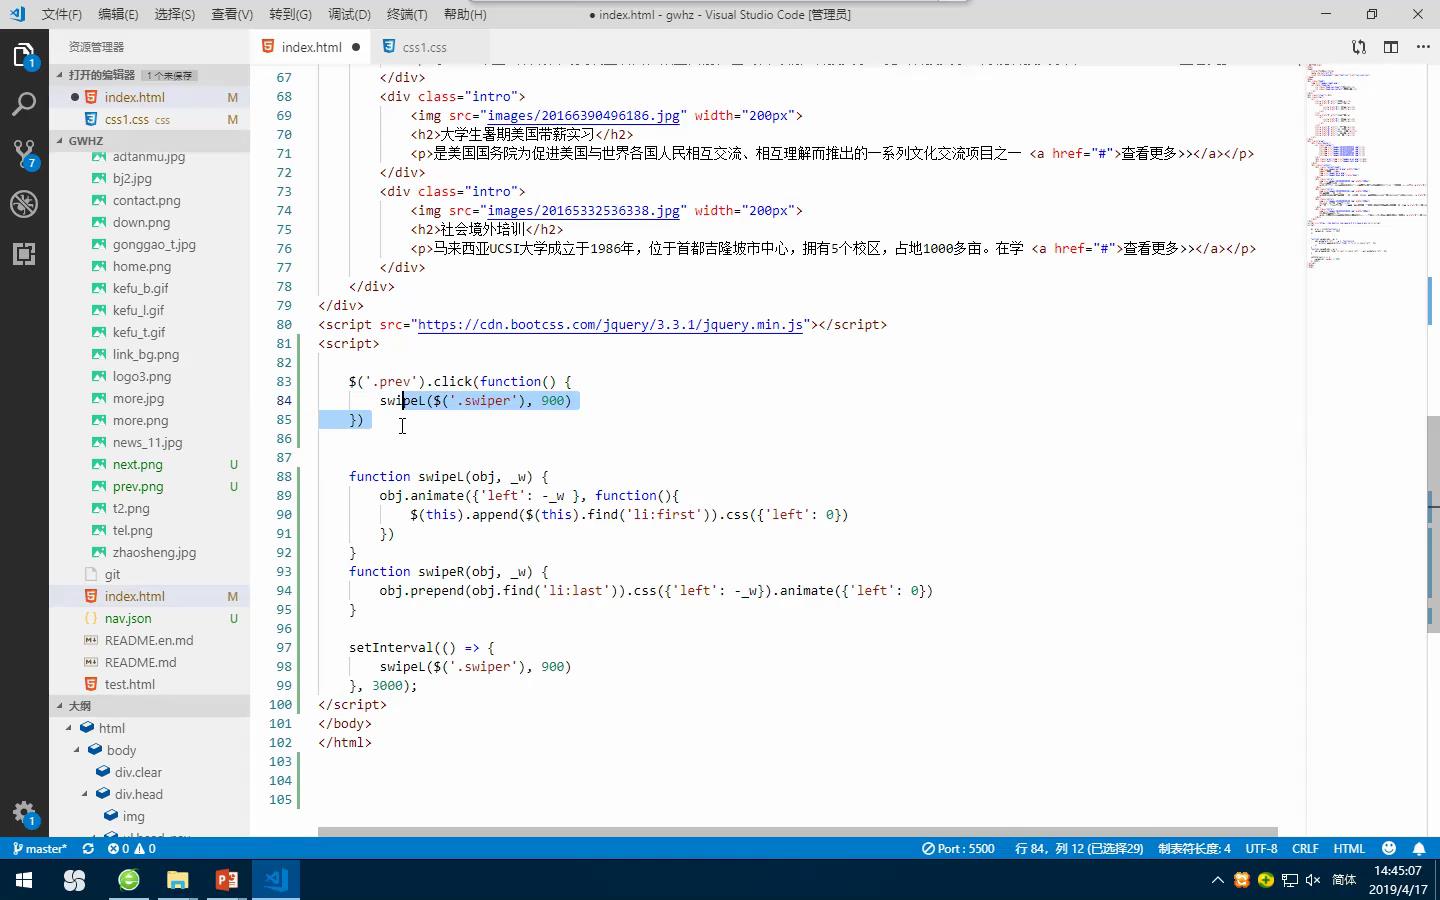 文件(F) 编辑(E) 选择(S) 查看(V) 转到(G) 调试(D) 终端(T) 帮助(H)
● index.html - gwhz - Visual Studio Code [管理员]
资源管理器
index.html ●
css1.css
打开的编辑器 1 个未保存
● index.html M
css1.css css M
GWHZ
adtanmu.jpg
bj2.jpg
contact.png
down.png
gonggao_t.jpg
home.png
kefu_b.gif
kefu_l.gif
kefu_t.gif
link_bg.png
logo3.png
more.jpg
more.png
news_11.jpg
next.png U
prev.png U
t2.png
tel.png
zhaosheng.jpg
git
index.html M
nav.json U
README.en.md
README.md
test.html
大纲
html
body
div.clear
div.head
img
1
7
1
67 </div>
68 <div class="intro">
69 <img src="images/20166390496186.jpg" width="200px">
70 <h2>大学生暑期美国带薪实习</h2>
71 <p>是美国国务院为促进美国与世界各国人民相互交流、相互理解而推出的一系列文化交流项目之一 <a href="#">查看更多>></a></p>
72 </div>
73 <div class="intro">
74 <img src="images/20165332536338.jpg" width="200px">
75 <h2>社会境外培训</h2>
76 <p>马来西亚UCSI大学成立于1986年，位于首都吉隆坡市中心，拥有5个校区，占地1000多亩。在学 <a href="#">查看更多>></a></p>
77 </div>
78 </div>
79 </div>
80 <script src="https://cdn.bootcss.com/jquery/3.3.1/jquery.min.js"></script>
81 <script>
82
83 $('.prev').click(function() {
84 swipeL($('.swiper'), 900)
85 })
86
87
88 function swipeL(obj, _w) {
89 obj.animate({'left': -_w }, function(){
90 $(this).append($(this).find('li:first')).css({'left': 0})
91 })
92 }
93 function swipeR(obj, _w) {
94 obj.prepend(obj.find('li:last')).css({'left': -_w}).animate({'left': 0})
95 }
96
97 setInterval(() => {
98 swipeL($('.swiper'), 900)
99 }, 3000);
100 </script>
101 </body>
102 </html>
103
104
105
master* 0 0 Port : 5500 行 84，列 12 (已选择29) 制表符长度: 4 UTF-8 CRLF HTML
简体
14:45:07
2019/4/17